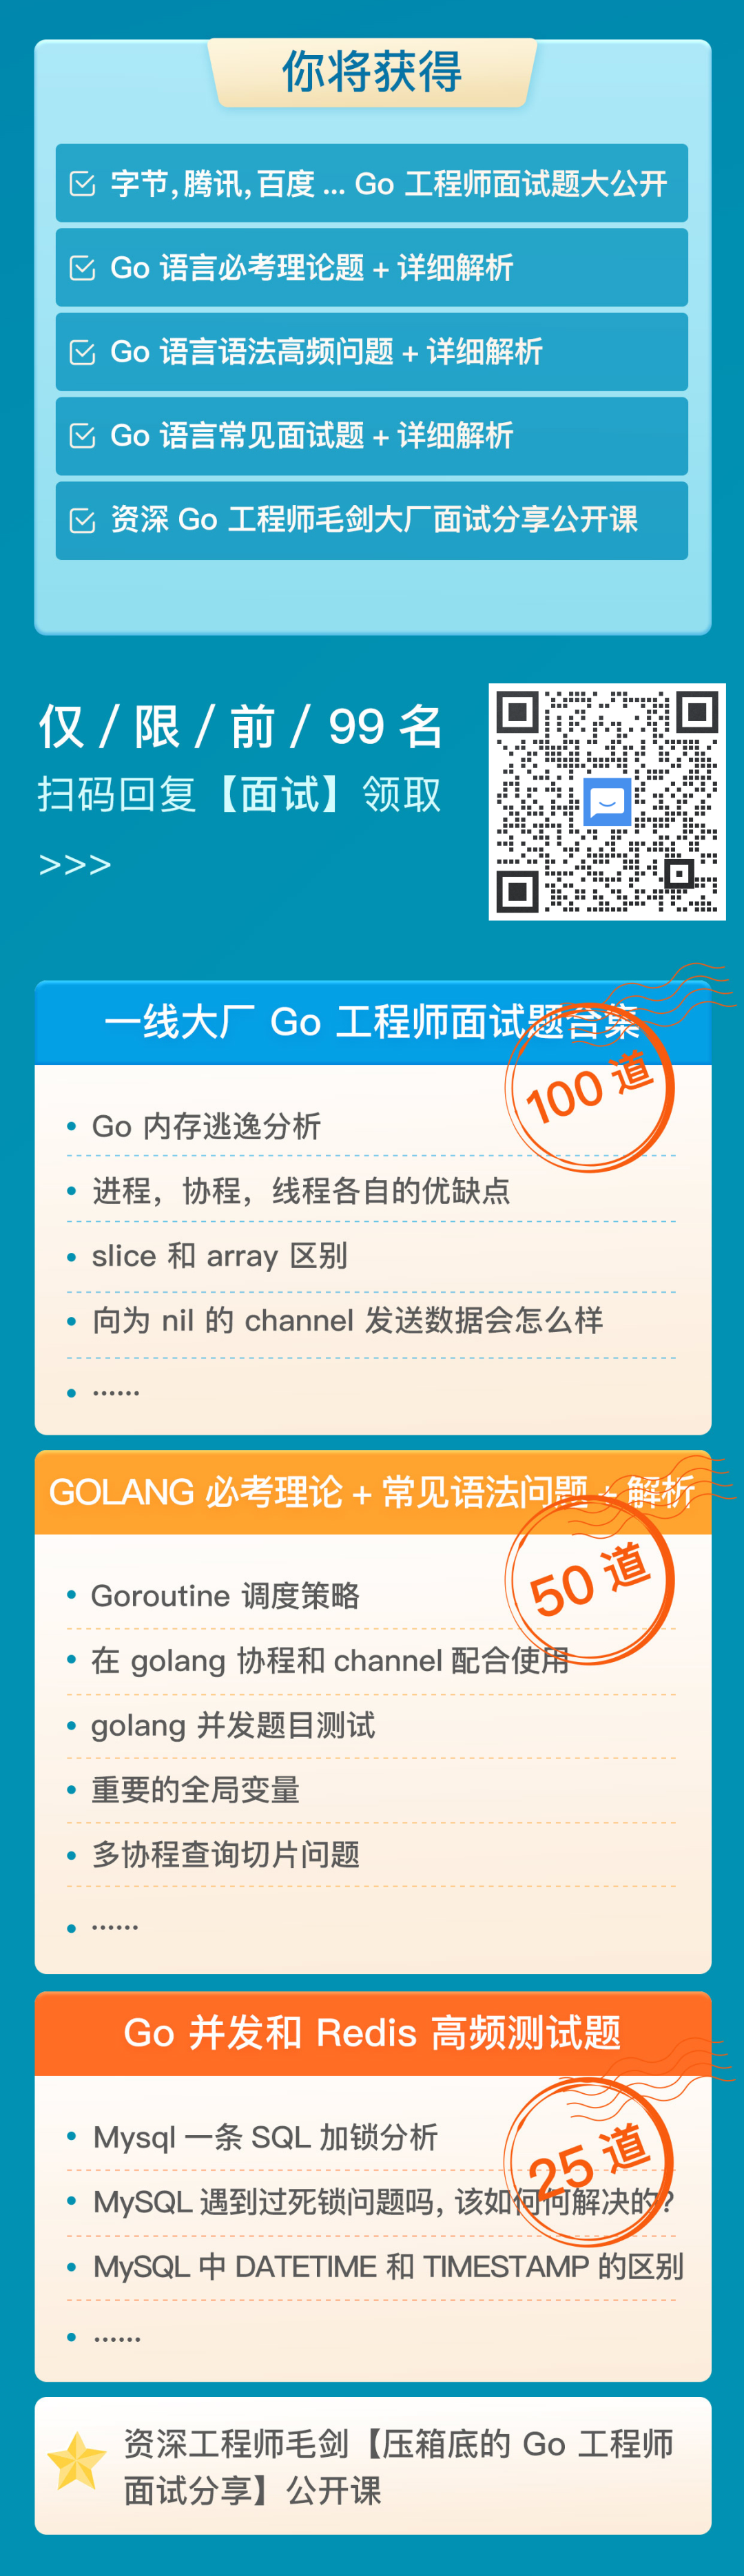 你将获得
字节,腾讯,百度 ... Go 工程师面试题大公开
Go 语言必考理论题 + 详细解析
Go 语言语法高频问题 + 详细解析
Go 语言常见面试题 + 详细解析
资深 Go 工程师毛剑大厂面试分享公开课
仅 / 限 / 前 / 99 名
扫码回复【面试】领取
>>>
一线大厂 Go 工程师面试题合集
100 道
Go 内存逃逸分析
进程，协程，线程各自的优缺点
slice 和 array 区别
向为 nil 的 channel 发送数据会怎么样
······
GOLANG 必考理论 + 常见语法问题 + 解析
50 道
Goroutine 调度策略
在 golang 协程和 channel 配合使用
golang 并发题目测试
重要的全局变量
多协程查询切片问题
······
Go 并发和 Redis 高频测试题
25 道
Mysql 一条 SQL 加锁分析
MySQL 遇到过死锁问题吗, 该如何何解决的?
MySQL 中 DATETIME 和 TIMESTAMP 的区别
······
资深工程师毛剑【压箱底的 Go 工程师
面试分享】公开课